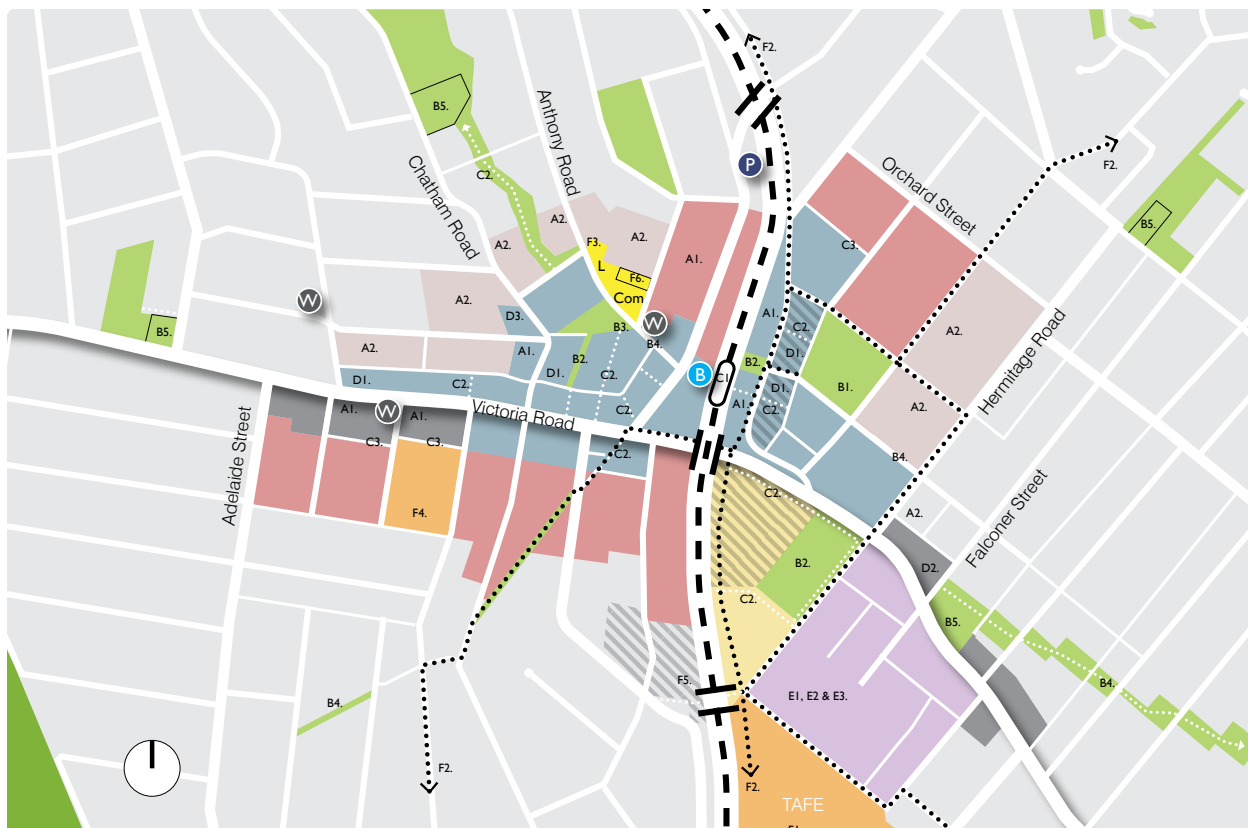 F2.
B5.
Anthony Road
P
F2.
Chatham Road
C2.
Orchard Street
A2.
A2.
A2.
F3.
L
C3.
B5.
A1.
F6.
W
A2.
Com
D3.
B3.
W
A1.
C2.
B5.
A2.
A1.
B2.
B4.
D1.
A2.
D1.
D1.
C2.
C2.
B
C1.
B2.
D1.
B1.
C2.
A1.
C2.
A2.
Hermitage Road
A1.
W
A1.
Victoria Road
C3.
C3.
C2.
B4.
Adelaide Street
C2.
F4.
A2.
Falconer Street
B2.
D2.
C2.
B5.
F5.
E1, E2 & E3.
B4.
B4.
F2.
F2.
TAFE